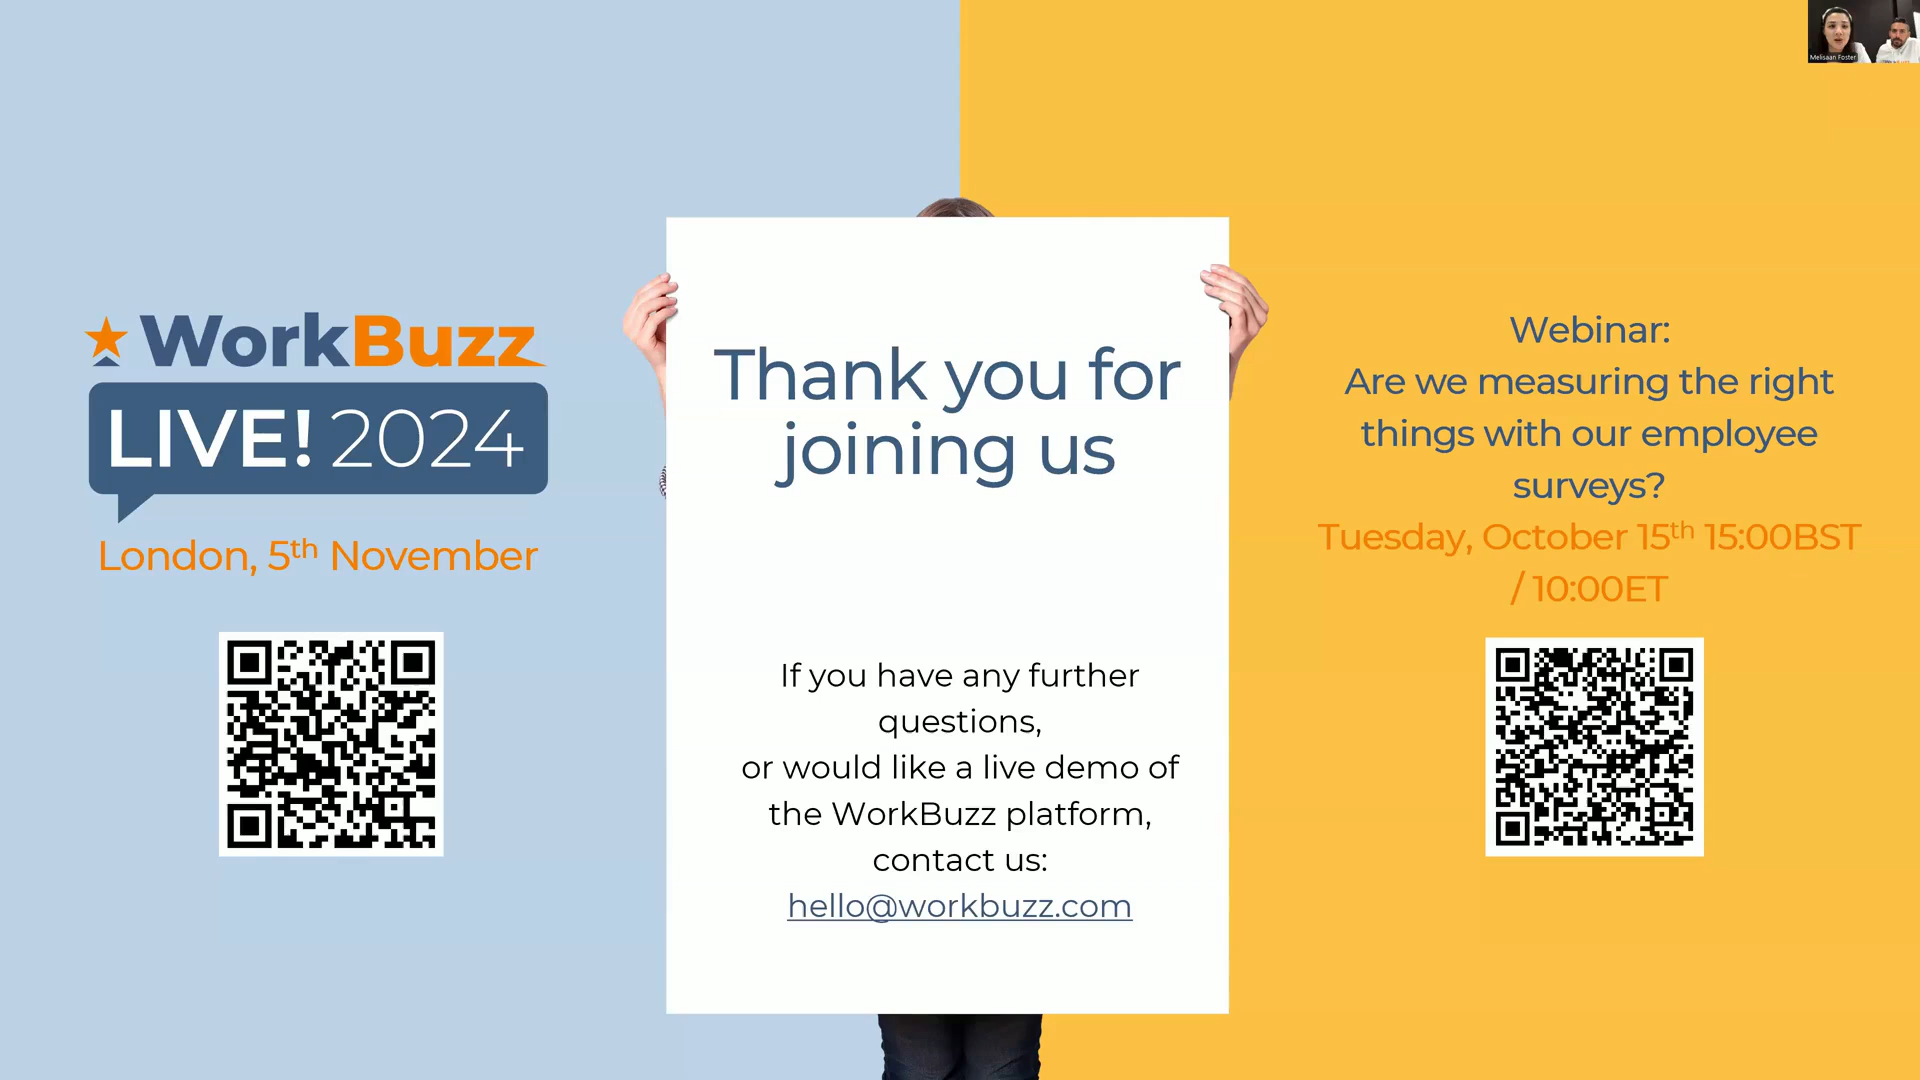 WorkBuzz
LIVE! 2024
London, 5th November
Thank you for
joining us
If you have any further
questions,
or would like a live demo of
the WorkBuzz platform,
contact us:
hello@workbuzz.com
Webinar:
Are we measuring the right
things with our employee
surveys?
Tuesday, October 15th 15:00BST
/ 10:00ET
Melisaan Foster